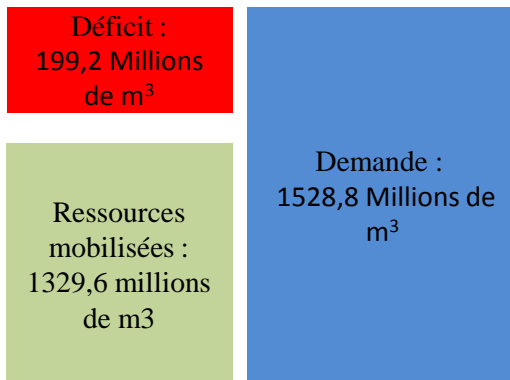 Déficit :
199,2 Millions
de m³
Ressources
mobilisées :
1329,6 millions
de m3
Demande :
1528,8 Millions de
m³